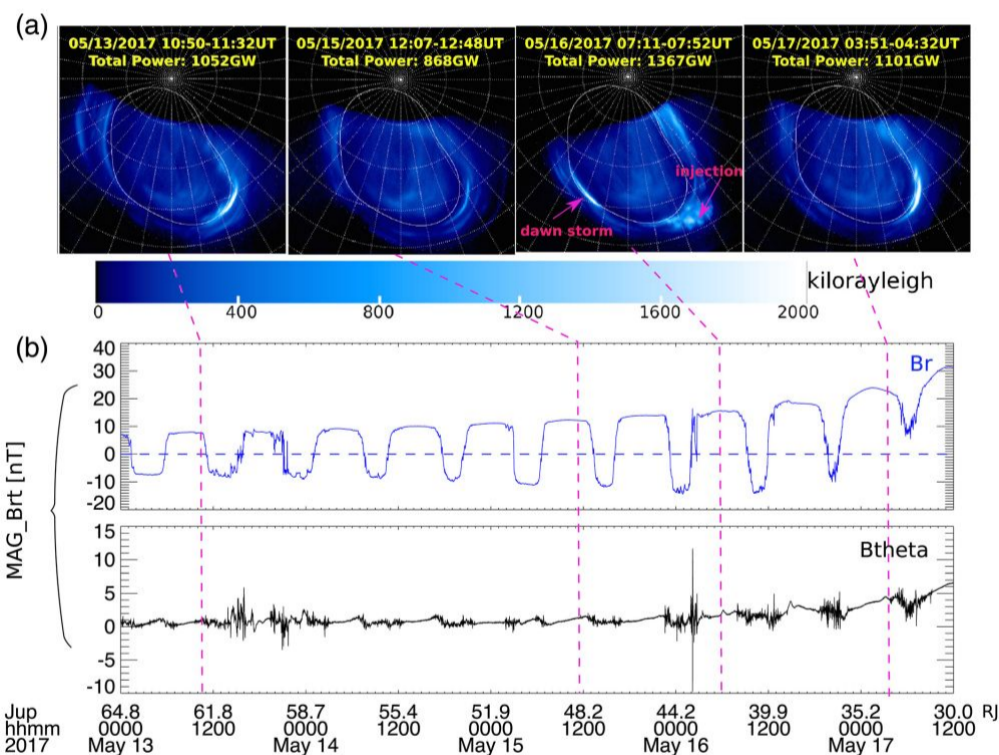 (a)
05/13/2017 10:50-11:32UT
Total Power: 1052GW
05/15/2017 12:07-12:48UT
Total Power: 868GW
05/16/2017 07:11-07:52UT
Total Power: 1367GW
05/17/2017 03:51-04:32UT
Total Power: 1101GW
injection
dawn storm
kilorayleigh
0 400 800 1200 1600 2000
(b)
MAG_Brt [nT]
40
30
20
10
0
-10
-20
Br
15
10
5
0
-5
-10
Btheta
Jup 64.8 61.8 58.7 55.4 51.9 48.2 44.2 39.9 35.2 30.0 RJ
hhmm 0000 1200 0000 1200 0000 1200 0000 1200 0000 1200
2017 May 13 May 14 May 15 May 16 May 17